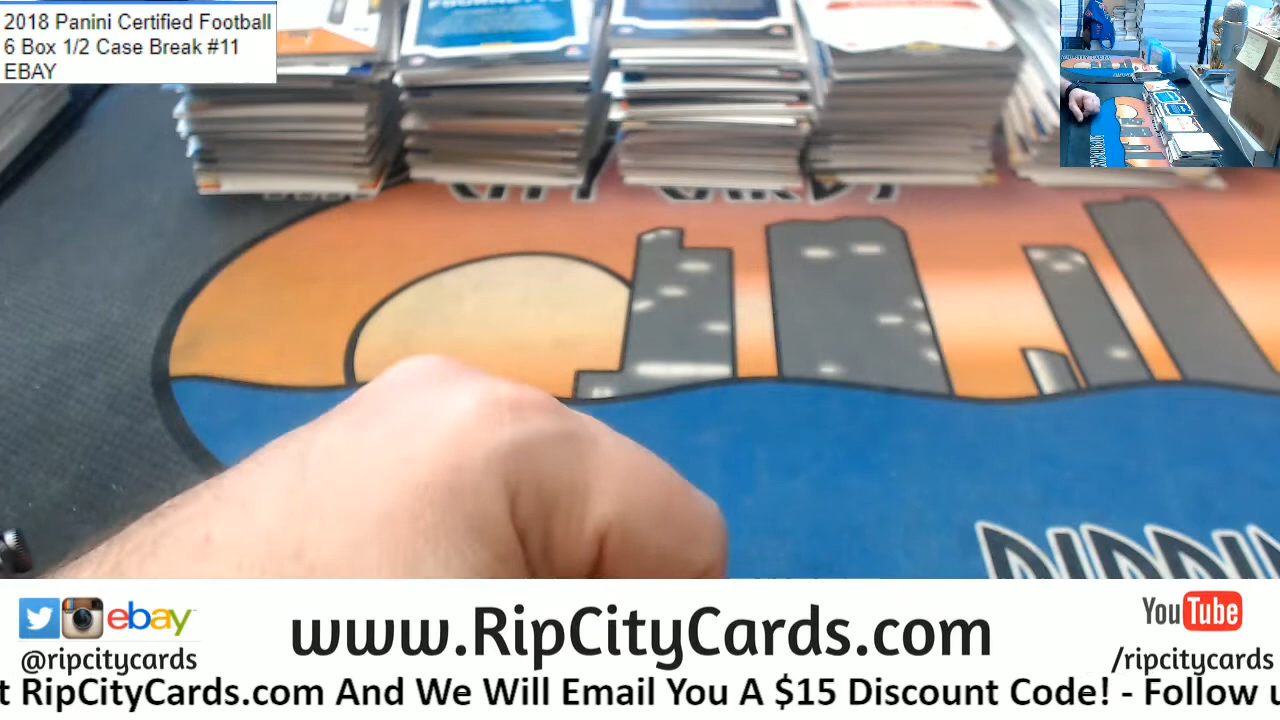 2018 Panini Certified Football
6 Box 1/2 Case Break #11
EBAY
ebay
@ripcitycards
www.RipCityCards.com
YouTube
/ripcitycards
t RipCityCards.com And We Will Email You A $15 Discount Code! - Follow u